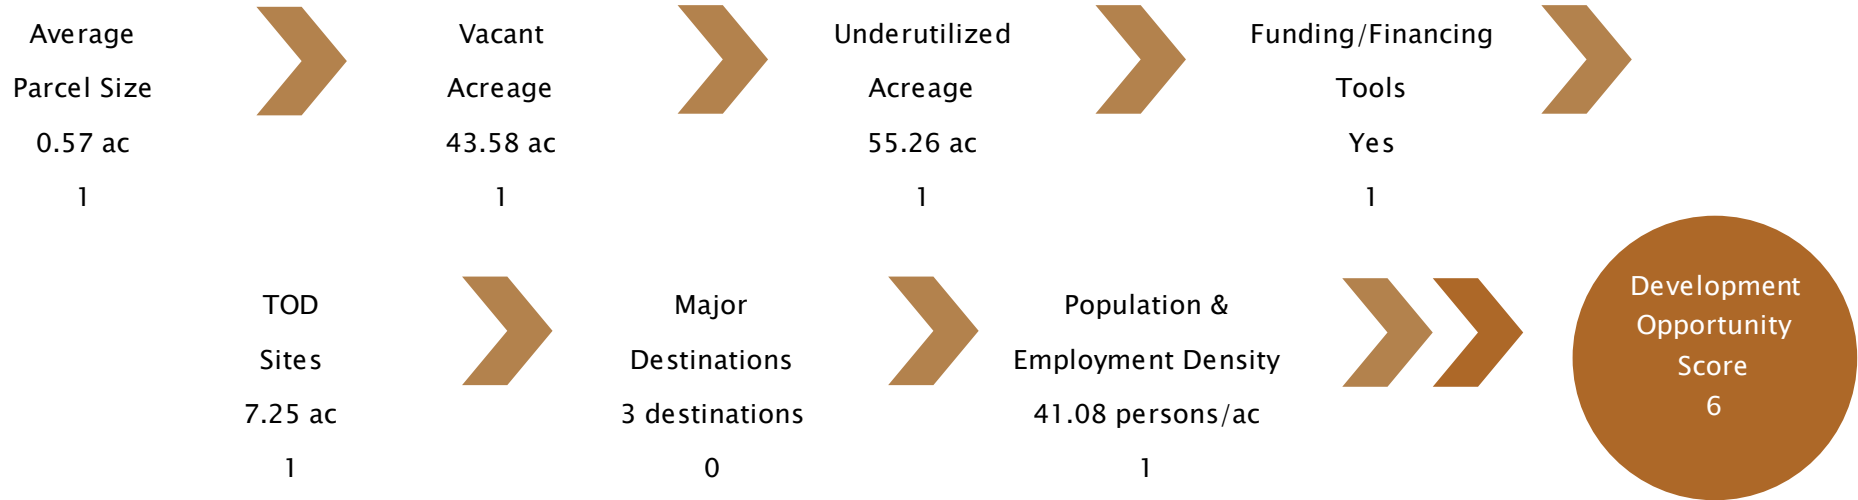 Average
Parcel Size
0.57 ac
1
Vacant
Acreage
43.58 ac
1
Underutilized
Acreage
55.26 ac
1
Funding/Financing
Tools
Yes
1
TOD
Sites
7.25 ac
1
Major
Destinations
3 destinations
0
Population &
Employment Density
41.08 persons/ac
1
Development
Opportunity
Score
6